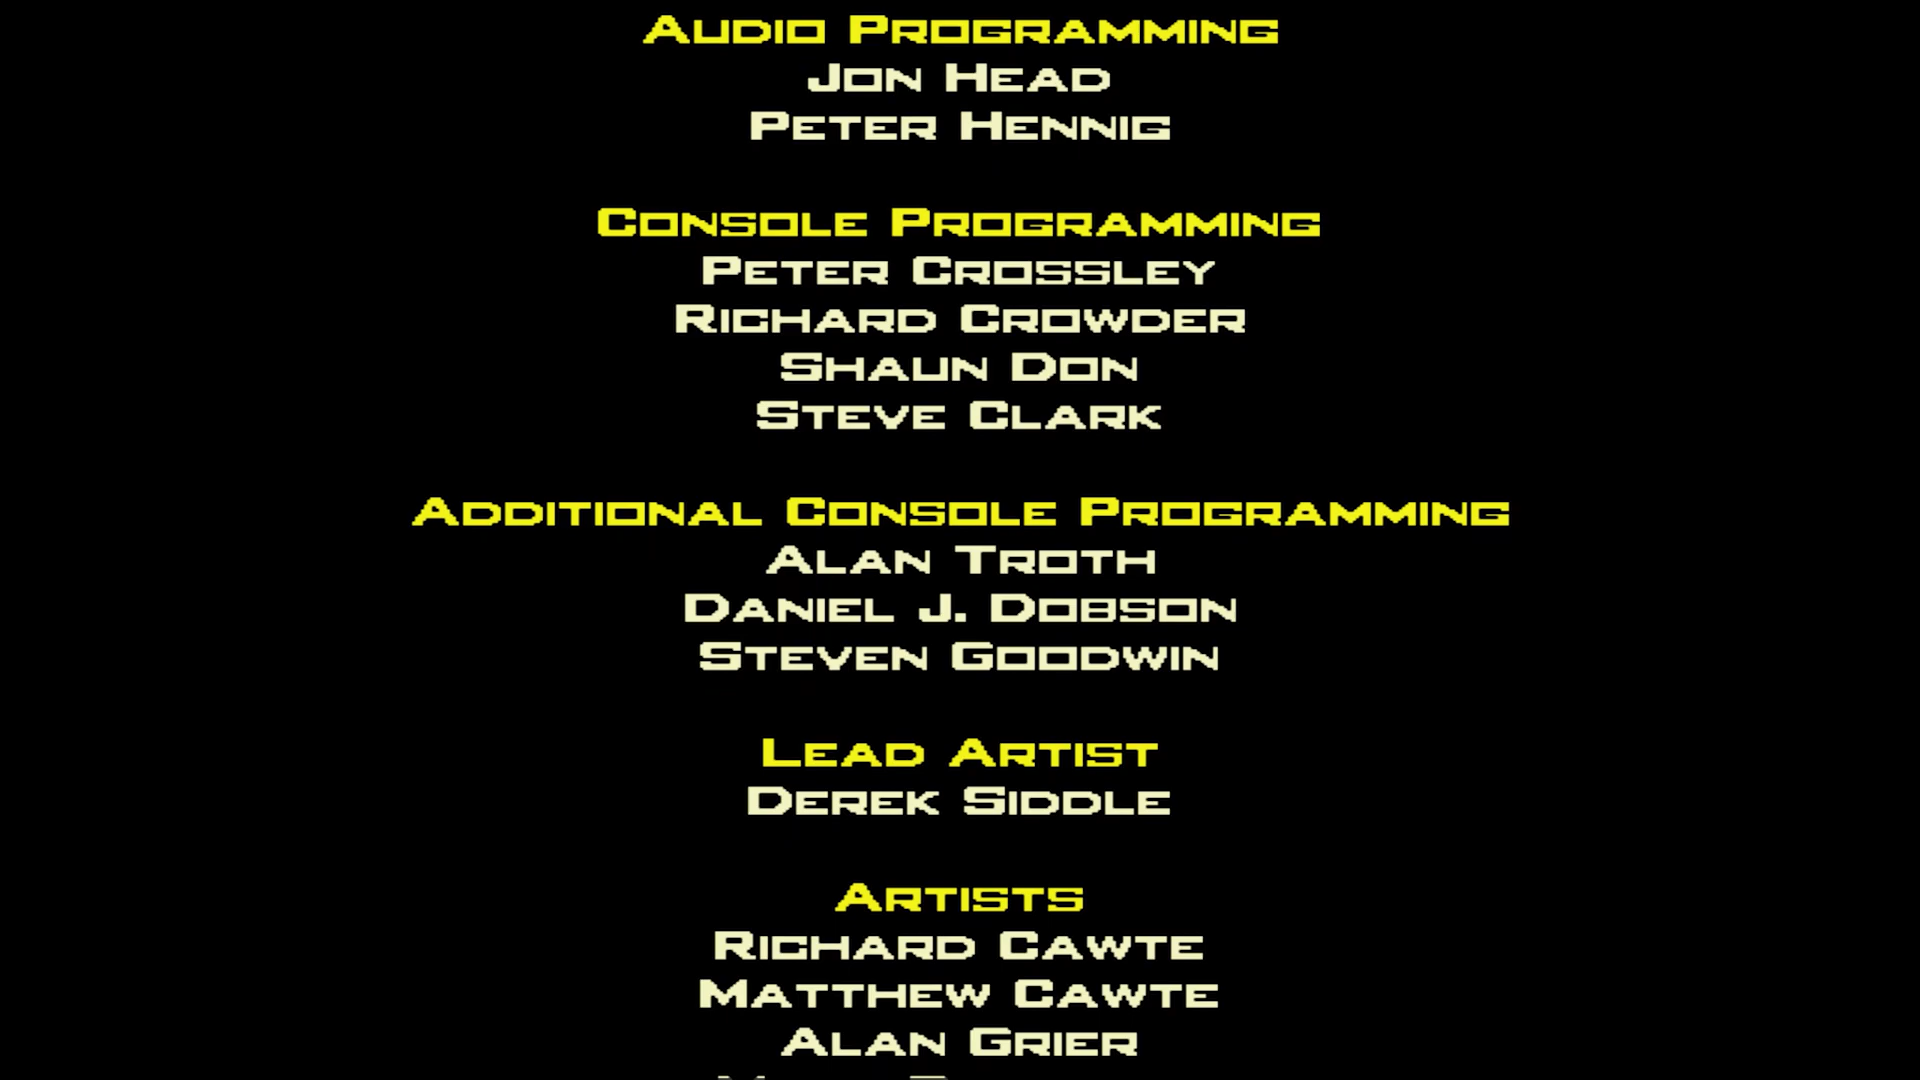 Audio Programming
Jon Head
Peter Hennig
Console Programming
Peter Crossley
Richard Crowder
Shaun Don
Steve Clark
Additional Console Programming
Alan Troth
Daniel J. Dobson
Steven Goodwin
Lead Artist
Derek Siddle
Artists
Richard Cawte
Matthew Cawte
Alan Grier